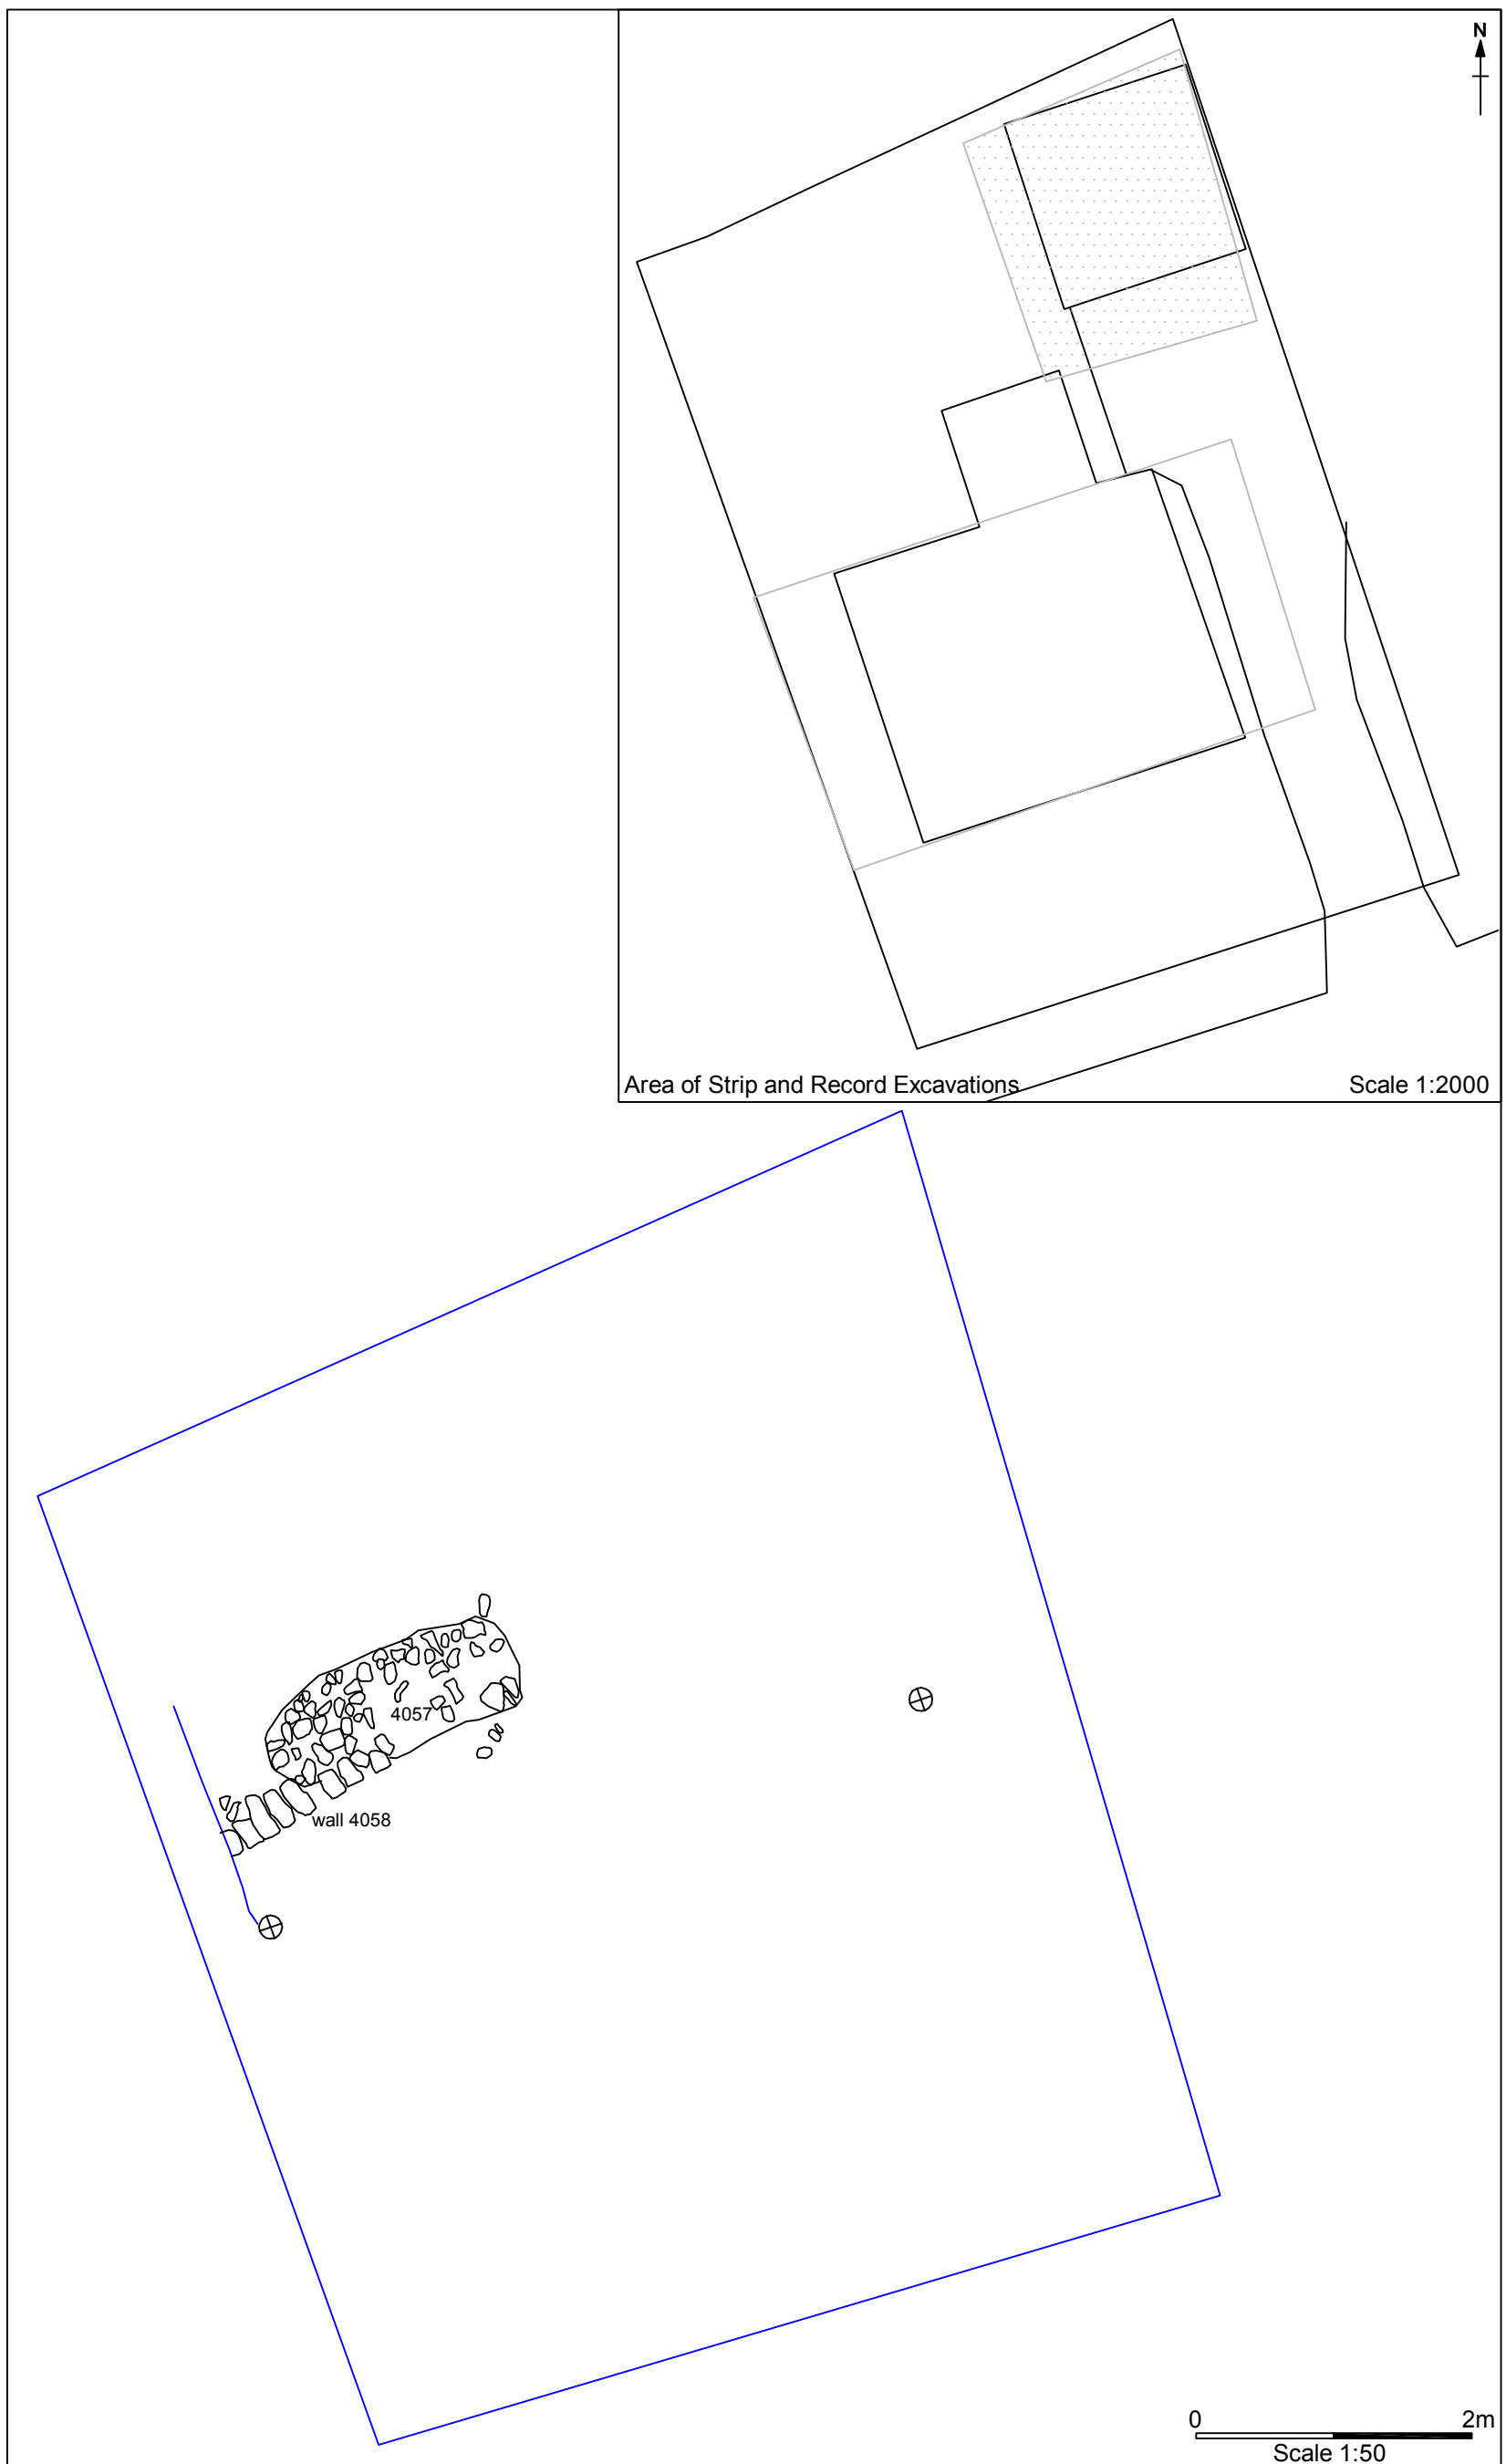 N
Area of Strip and Record Excavations
Scale 1:2000
4057
wall 4058
0 2m
Scale 1:50